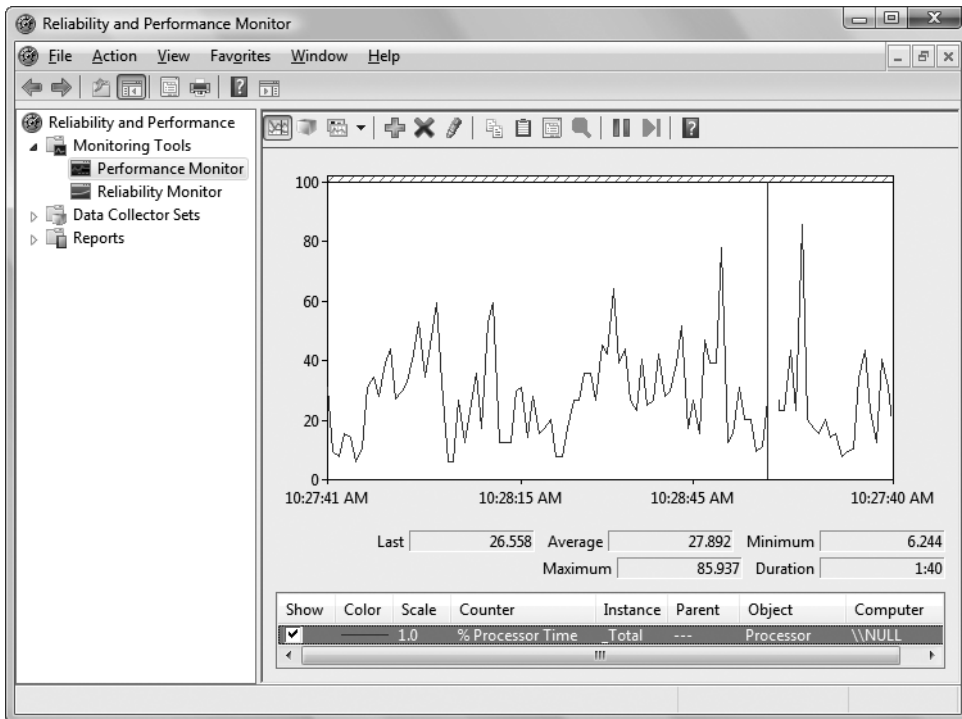 Reliability and Performance Monitor
File Action View Favorites Window Help
Reliability and Performance
Monitoring Tools
Performance Monitor
Reliability Monitor
Data Collector Sets
Reports
100
80
60
40
20
0
10:27:41 AM 10:28:15 AM 10:28:45 AM 10:27:40 AM
Last 26.558 Average 27.892 Minimum 6.244
Maximum 85.937 Duration 1:40
Show Color Scale Counter Instance Parent Object Computer
1.0 % Processor Time _Total --- Processor \\NULL